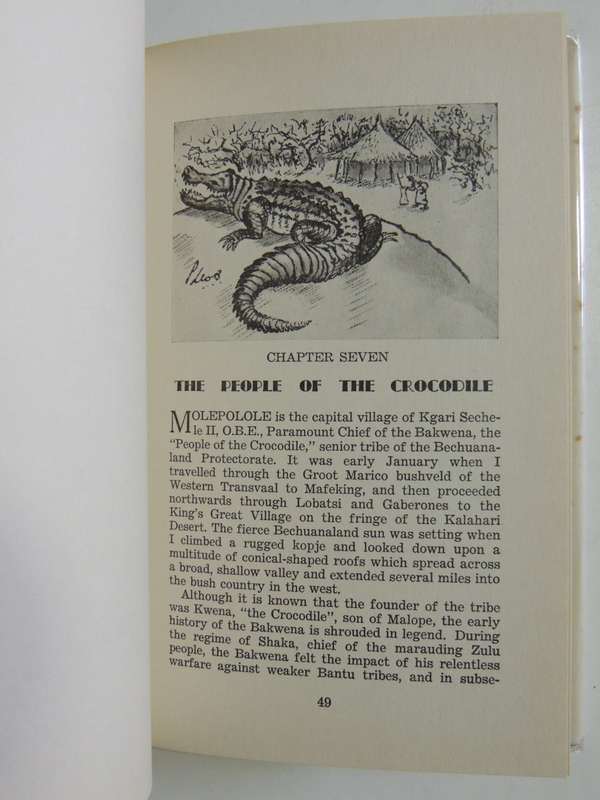 CHAPTER SEVEN
THE PEOPLE OF THE CROCODILE
MOLEPOLOLE is the capital village of Kgari Seche-
le II, O.B.E., Paramount Chief of the Bakwena, the
“People of the Crocodile,” senior tribe of the Bechuana-
land Protectorate. It was early January when I
travelled through the Groot Marico bushveld of the
Western Transvaal to Mafeking, and then proceeded
northwards through Lobatsi and Gaberones to the
King's Great Village on the fringe of the Kalahari
Desert. The fierce Bechuanaland sun was setting when
I climbed a rugged kopje and looked down upon a
multitude of conical-shaped roofs which spread across
a broad, shallow valley and extended several miles into
the bush country in the west.
Although it is known that the founder of the tribe
was Kwena, “the Crocodile”, son of Malope, the early
history of the Bakwena is shrouded in legend. During
the regime of Shaka, chief of the marauding Zulu
people, the Bakwena felt the impact of his relentless
warfare against weaker Bantu tribes, and in subse-
49